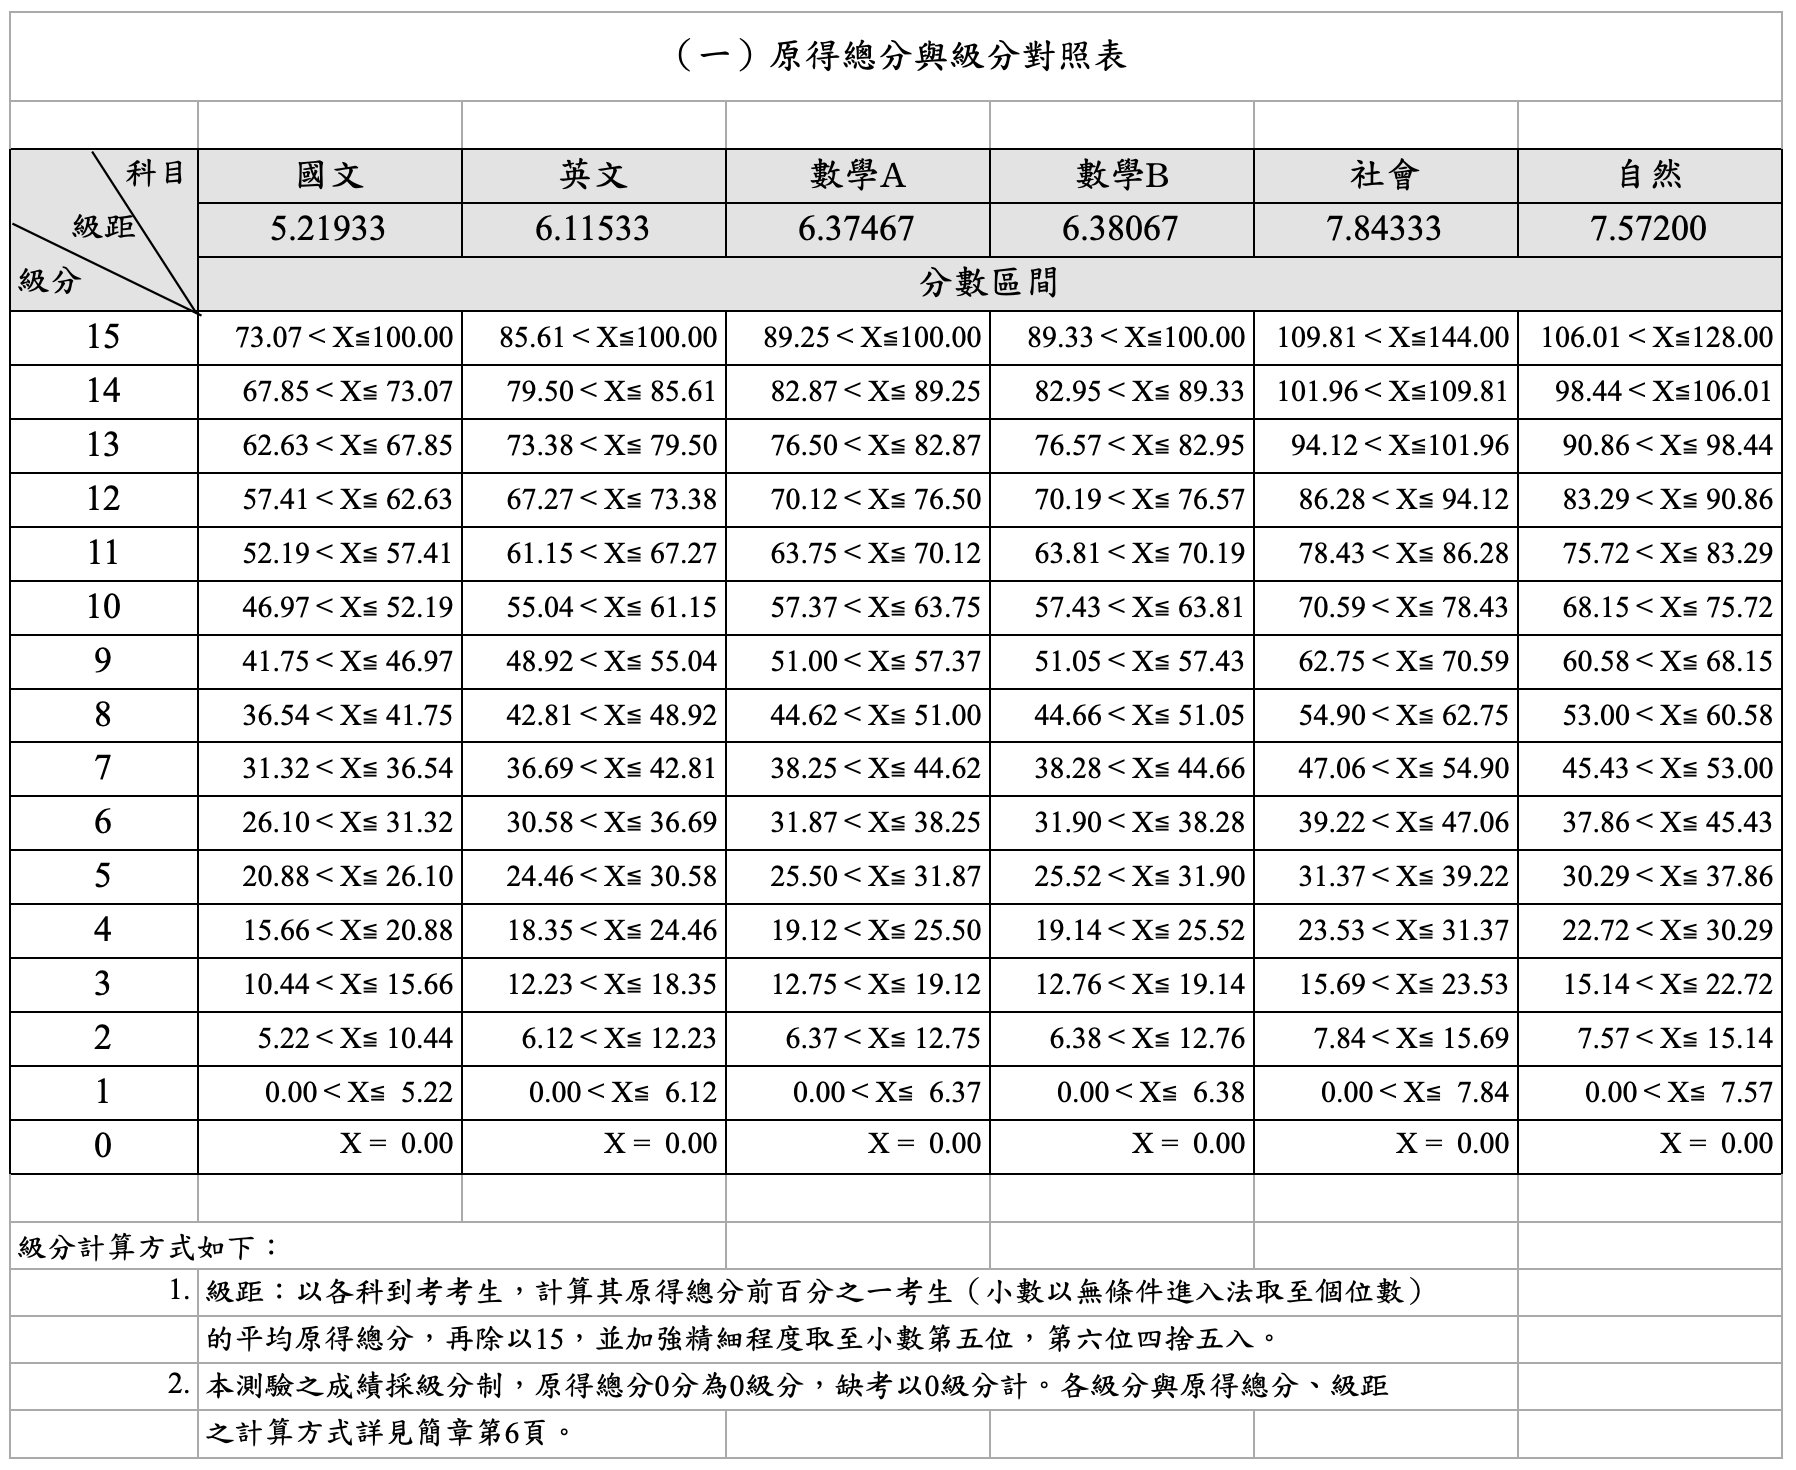 （一）原得總分與級分對照表
科目 國文 英文 數學A 數學B 社會 自然
級距 5.21933 6.11533 6.37467 6.38067 7.84333 7.57200
級分 分數區間
15 73.07 < X≦100.00 85.61 < X≦100.00 89.25 < X≦100.00 89.33 < X≦100.00 109.81 < X≦144.00 106.01 < X≦128.00
14 67.85 < X≦ 73.07 79.50 < X≦ 85.61 82.87 < X≦ 89.25 82.95 < X≦ 89.33 101.96 < X≦109.81 98.44 < X≦106.01
13 62.63 < X≦ 67.85 73.38 < X≦ 79.50 76.50 < X≦ 82.87 76.57 < X≦ 82.95 94.12 < X≦101.96 90.86 < X≦ 98.44
12 57.41 < X≦ 62.63 67.27 < X≦ 73.38 70.12 < X≦ 76.50 70.19 < X≦ 76.57 86.28 < X≦ 94.12 83.29 < X≦ 90.86
11 52.19 < X≦ 57.41 61.15 < X≦ 67.27 63.75 < X≦ 70.12 63.81 < X≦ 70.19 78.43 < X≦ 86.28 75.72 < X≦ 83.29
10 46.97 < X≦ 52.19 55.04 < X≦ 61.15 57.37 < X≦ 63.75 57.43 < X≦ 63.81 70.59 < X≦ 78.43 68.15 < X≦ 75.72
9 41.75 < X≦ 46.97 48.92 < X≦ 55.04 51.00 < X≦ 57.37 51.05 < X≦ 57.43 62.75 < X≦ 70.59 60.58 < X≦ 68.15
8 36.54 < X≦ 41.75 42.81 < X≦ 48.92 44.62 < X≦ 51.00 44.66 < X≦ 51.05 54.90 < X≦ 62.75 53.00 < X≦ 60.58
7 31.32 < X≦ 36.54 36.69 < X≦ 42.81 38.25 < X≦ 44.62 38.28 < X≦ 44.66 47.06 < X≦ 54.90 45.43 < X≦ 53.00
6 26.10 < X≦ 31.32 30.58 < X≦ 36.69 31.87 < X≦ 38.25 31.90 < X≦ 38.28 39.22 < X≦ 47.06 37.86 < X≦ 45.43
5 20.88 < X≦ 26.10 24.46 < X≦ 30.58 25.50 < X≦ 31.87 25.52 < X≦ 31.90 31.37 < X≦ 39.22 30.29 < X≦ 37.86
4 15.66 < X≦ 20.88 18.35 < X≦ 24.46 19.12 < X≦ 25.50 19.14 < X≦ 25.52 23.53 < X≦ 31.37 22.72 < X≦ 30.29
3 10.44 < X≦ 15.66 12.23 < X≦ 18.35 12.75 < X≦ 19.12 12.76 < X≦ 19.14 15.69 < X≦ 23.53 15.14 < X≦ 22.72
2 5.22 < X≦ 10.44 6.12 < X≦ 12.23 6.37 < X≦ 12.75 6.38 < X≦ 12.76 7.84 < X≦ 15.69 7.57 < X≦ 15.14
1 0.00 < X≦ 5.22 0.00 < X≦ 6.12 0.00 < X≦ 6.37 0.00 < X≦ 6.38 0.00 < X≦ 7.84 0.00 < X≦ 7.57
0 X = 0.00 X = 0.00 X = 0.00 X = 0.00 X = 0.00 X = 0.00
級分計算方式如下：
1. 級距：以各科到考考生，計算其原得總分前百分之一考生（小數以無條件進入法取至個位數）
的平均原得總分，再除以15，並加強精細程度取至小數第五位，第六位四捨五入。
2. 本測驗之成績採級分制，原得總分0分為0級分，缺考以0級分計。各級分與原得總分、級距
之計算方式詳見簡章第6頁。